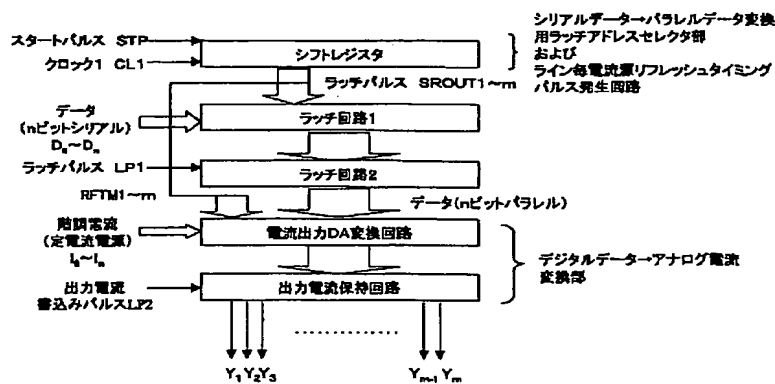 スタートパルス STP
クロック1 CL1
シフトレジスタ
シリアルデータ→パラレルデータ変換
用ラッチアドレスセレクタ部
および
ライン毎電流源リフレッシュタイミング
パルス発生回路
ラッチパルス SROUT1~m
データ
(nビットシリアル)
ラッチ回路1
ラッチパルス LP1
ラッチ回路2
RFTM1~m
データ(nビットパラレル)
階調電流
(定電流電源)
電流出力DA変換回路
デジタルデータ→アナログ電流
変換部
出力電流
書込みパルスLP2
出力電流保持回路
Y1 Y2 Y3
Ym-1 Ym